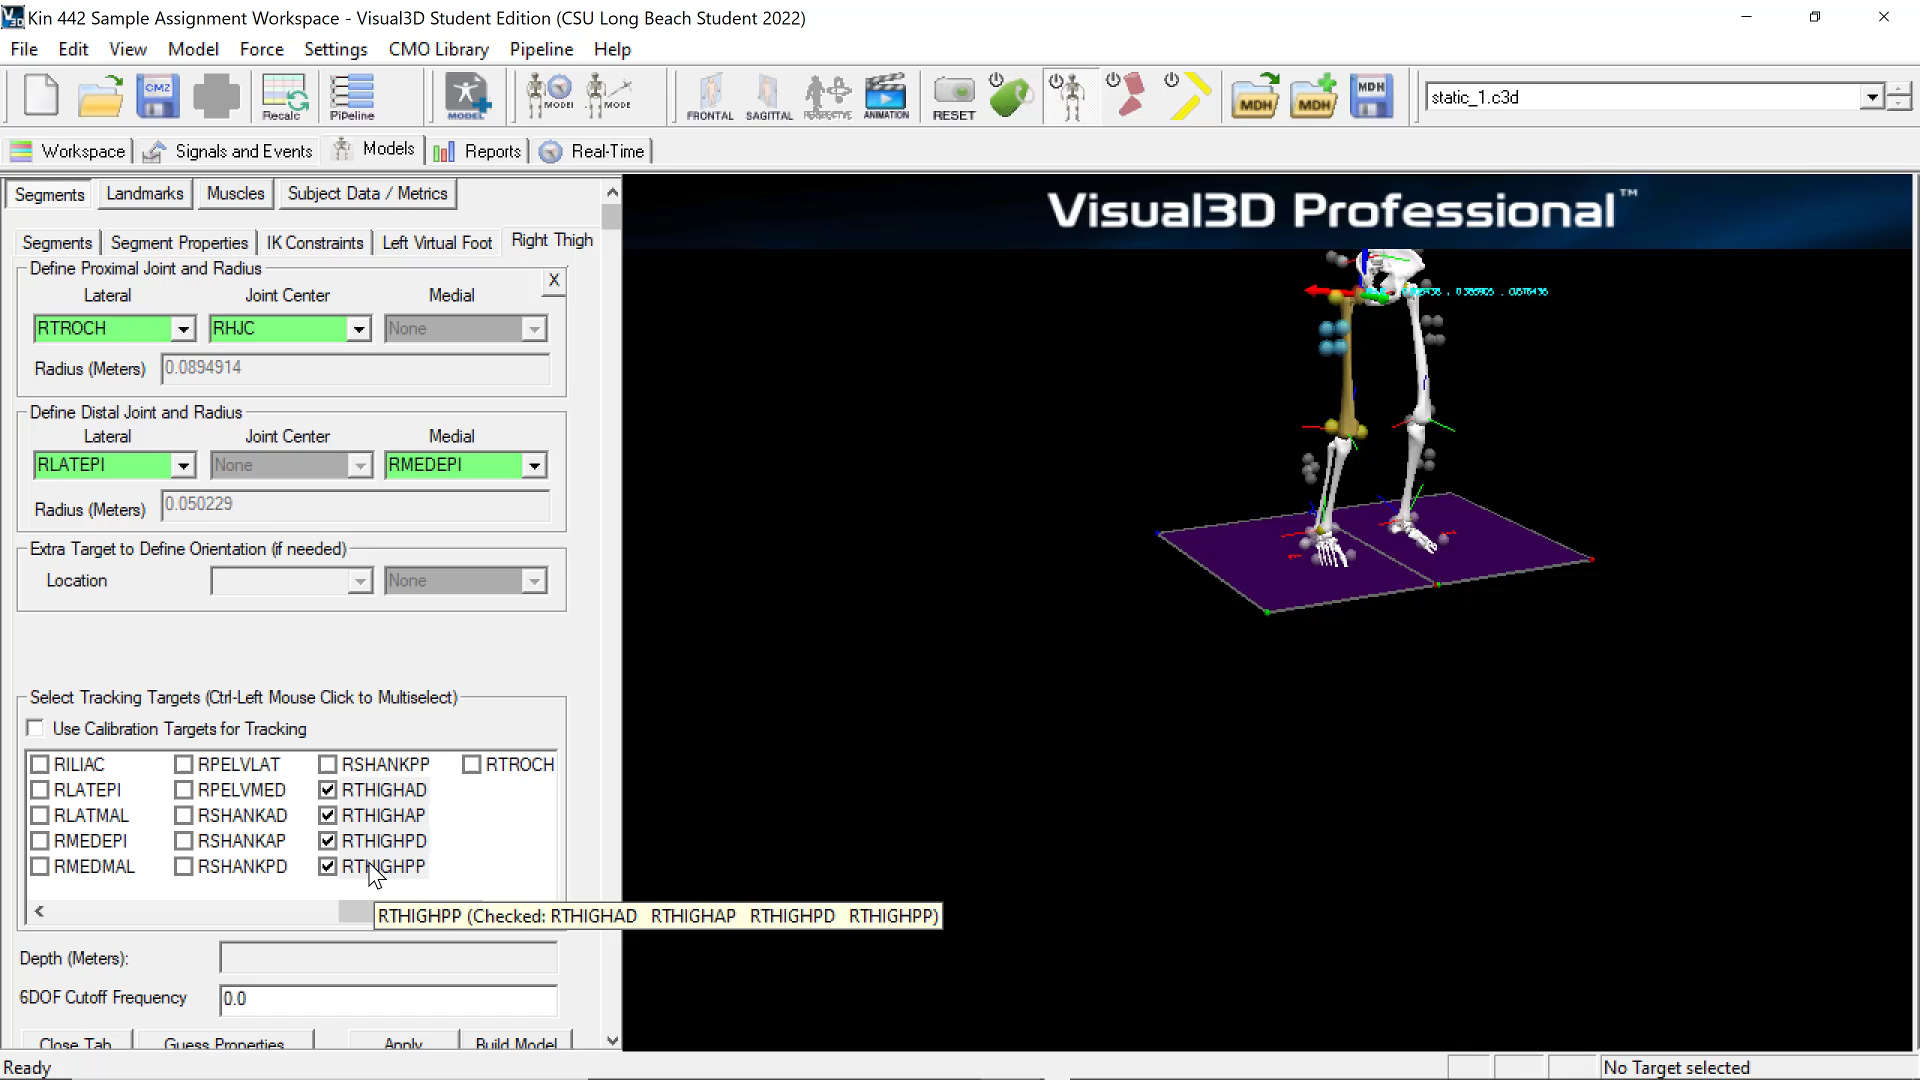 Kin 442 Sample Assignment Workspace - Visual3D Student Edition (CSU Long Beach Student 2022)
File Edit View Model Force Settings CMO Library Pipeline Help
CMZ Recalc PiPeline MODEL MODEL MODE FRONTAL SAGITTAL PERSPECTIVE ANIMATION RESET MDH MDH MDH static_1.c3d
Workspace Signals and Events Models Reports Real-Time
Segments Landmarks Muscles Subject Data / Metrics
Visual3D Professional™
Segments Segment Properties IK Constraints Left Virtual Foot Right Thigh
Define Proximal Joint and Radius X
Lateral Joint Center Medial
RTROCH RHJC None
Radius (Meters) 0.0894914
Define Distal Joint and Radius
Lateral Joint Center Medial
RLATEPI None RMEDEPI
Radius (Meters) 0.050229
Extra Target to Define Orientation (if needed)
Location None
Select Tracking Targets (Ctrl-Left Mouse Click to Multiselect)
Use Calibration Targets for Tracking
RILIAC RPELVLAT RSHANKPP RTROCH
RLATEPI RPELVMED RTHIGHAD
RLATMAL RSHANKAD RTHIGHAP
RMEDEPI RSHANKAP RTHIGHPD
RMEDMAL RSHANKPD RTHIGHPP
RTHIGHPP (Checked: RTHIGHAD RTHIGHAP RTHIGHPD RTHIGHPP)
Depth (Meters):
6DOF Cutoff Frequency 0.0
Close Tab Guess Properties Apply Build Model
Ready No Target selected